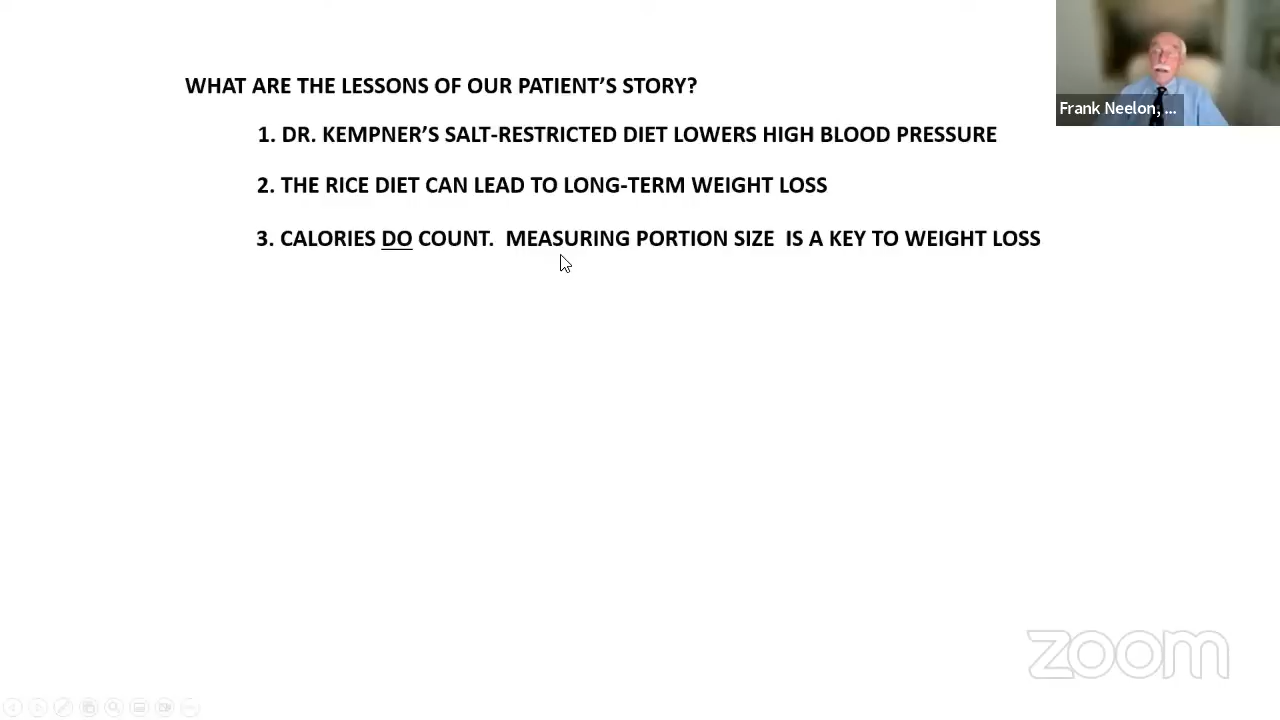 WHAT ARE THE LESSONS OF OUR PATIENT'S STORY?
1. DR. KEMPNER'S SALT-RESTRICTED DIET LOWERS HIGH BLOOD PRESSURE
2. THE RICE DIET CAN LEAD TO LONG-TERM WEIGHT LOSS
3. CALORIES DO COUNT.  MEASURING PORTION SIZE  IS A KEY TO WEIGHT LOSS
Frank Neelon, ...
zoom